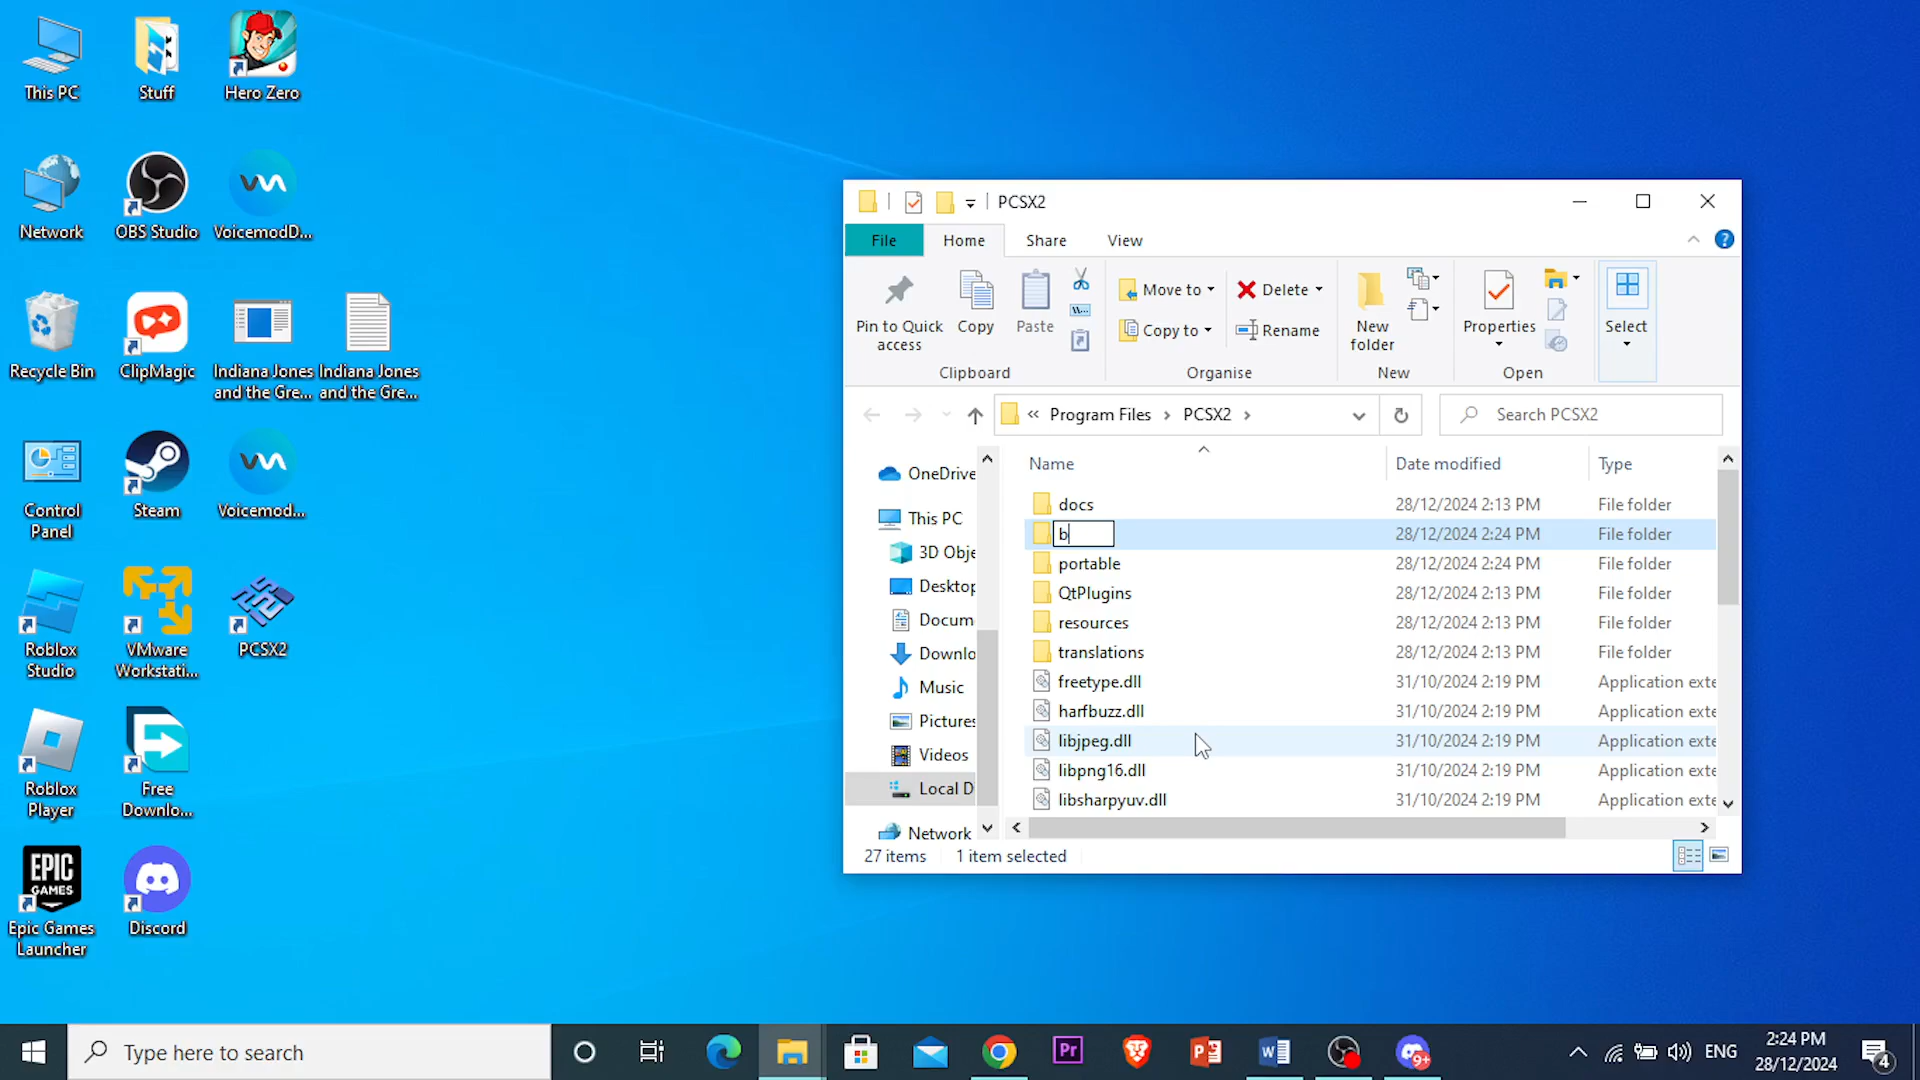 This PC
Stuff
Hero Zero
Network
OBS Studio
VoicemodD...
Recycle Bin
ClipMagic
Indiana Jones
and the Gre...
Indiana Jones
and the Gre...
Control
Panel
Steam
Voicemod...
Roblox
Studio
VMware
Workstati...
PCSX2
Roblox
Player
Free
Downlo...
EPIC
GAMES
Epic Games
Launcher
Discord
PCSX2
File
Home
Share
View
Pin to Quick
access
Copy
Paste
Clipboard
Move to
Copy to
Delete
Rename
Organise
New
folder
New
Properties
Open
Select
« Program Files > PCSX2 >
Search PCSX2
OneDrive
This PC
3D Obje
Desktop
Docum
Downlo
Music
Pictures
Videos
Local D
Network
Name Date modified Type
docs 28/12/2024 2:13 PM File folder
b 28/12/2024 2:24 PM File folder
portable 28/12/2024 2:24 PM File folder
QtPlugins 28/12/2024 2:13 PM File folder
resources 28/12/2024 2:13 PM File folder
translations 28/12/2024 2:13 PM File folder
freetype.dll 31/10/2024 2:19 PM Application exte
harfbuzz.dll 31/10/2024 2:19 PM Application exte
libjpeg.dll 31/10/2024 2:19 PM Application exte
libpng16.dll 31/10/2024 2:19 PM Application exte
libsharpyuv.dll 31/10/2024 2:19 PM Application exte
27 items 1 item selected
Type here to search
Pr
9+
ENG
2:24 PM
28/12/2024
4